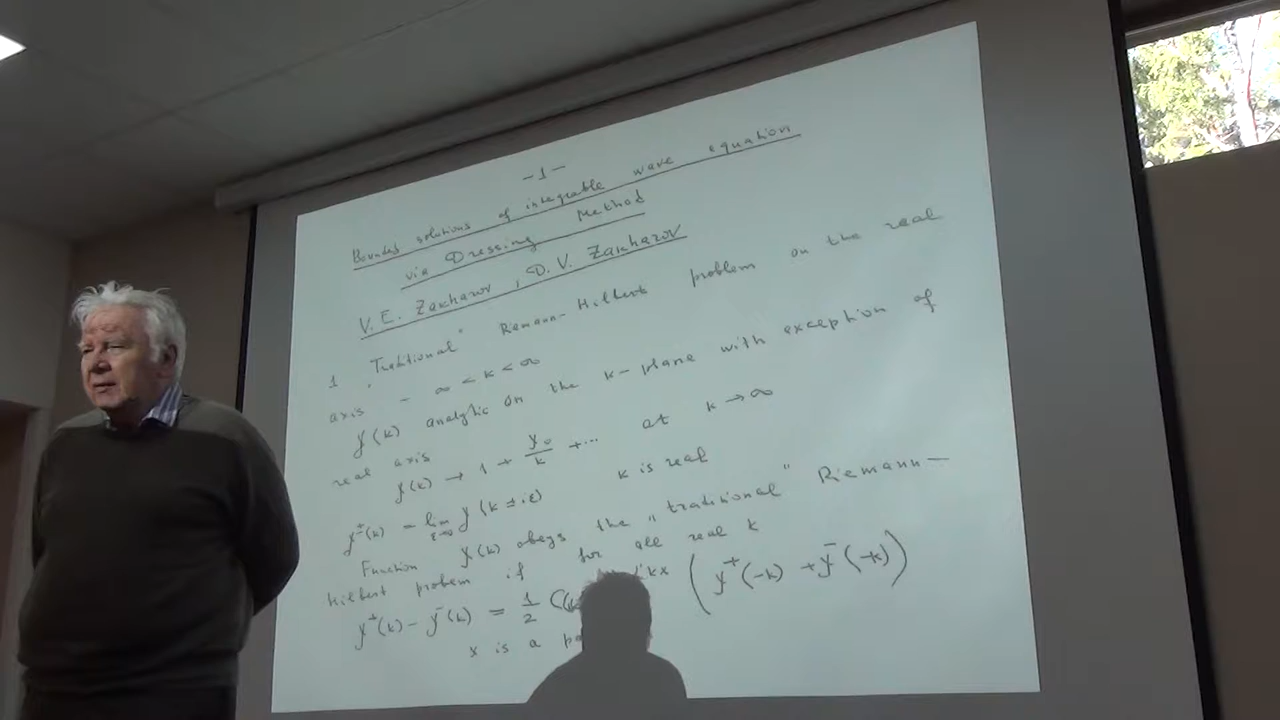 -1-
Bounded solutions of integrable wave equation
via Dressing Method
V. E. Zakharov, D. V. Zakharov
1 „Traditional" Riemann-Hilbert problem on the real
axis -∞ < k < ∞
χ(k) analytic on the k-plane with exception of
real axis
χ(k) → 1 + χ₀/k + ... at k → ∞
χ±(k) = lim ε→0 χ(k ± iε) k is real
Function χ(k) obeys the „traditional" Riemann-
Hilbert problem if for all real k
χ⁺(k) - χ⁻(k) = 1/2 (χ⁺(-k) + χ⁻(-k))
x is a